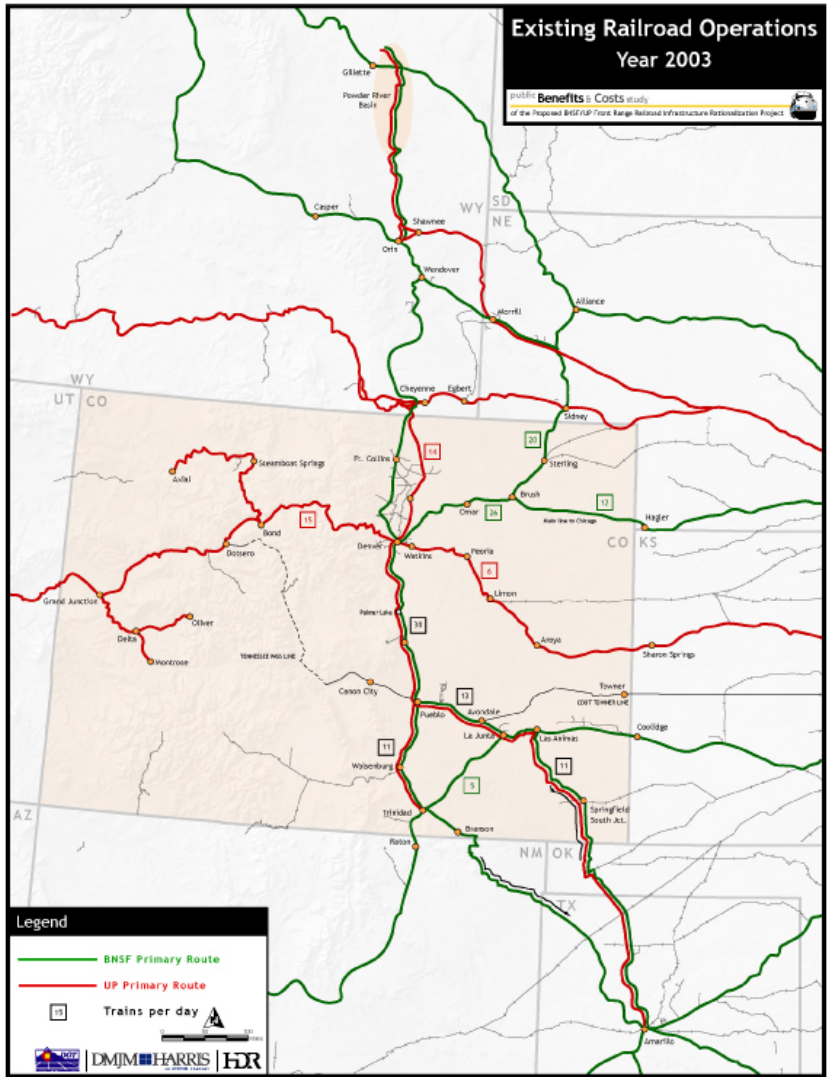 Existing Railroad Operations
Year 2003
public Benefits & Costs study
of the Proposed BNSF/UP Front Range Railroad Infrastructure Rationalization Project
Gillette
Powder River
Basin
Casper
Shawnee
Orin
WY
SD
NE
Wendover
Alliance
Morrill
WY
UT
CO
Cheyenne
Egbert
Sidney
Ft. Collins
14
20
Sterling
Steamboat Springs
Axial
Brush
12
Omar
26
Main line to Chicago
Hagler
Bond
15
Denver
Watkins
Peoria
CO
KS
Dotsero
6
Limon
Grand Junction
Palmer Lake
Oliver
Delta
38
Aroya
Sharon Springs
Montrose
TENNESSEE PASS LINE
Canon City
Towner
13
Avondale
Pueblo
La Junta
Las Animas
Coolidge
11
Walsenburg
11
5
Springfield
South Jct.
AZ
Trinidad
Branson
Raton
NM
OK
TX
Amarillo
Legend
BNSF Primary Route
UP Primary Route
15
Trains per day
0
50
100
DOT
DMJM HARRIS
HDR